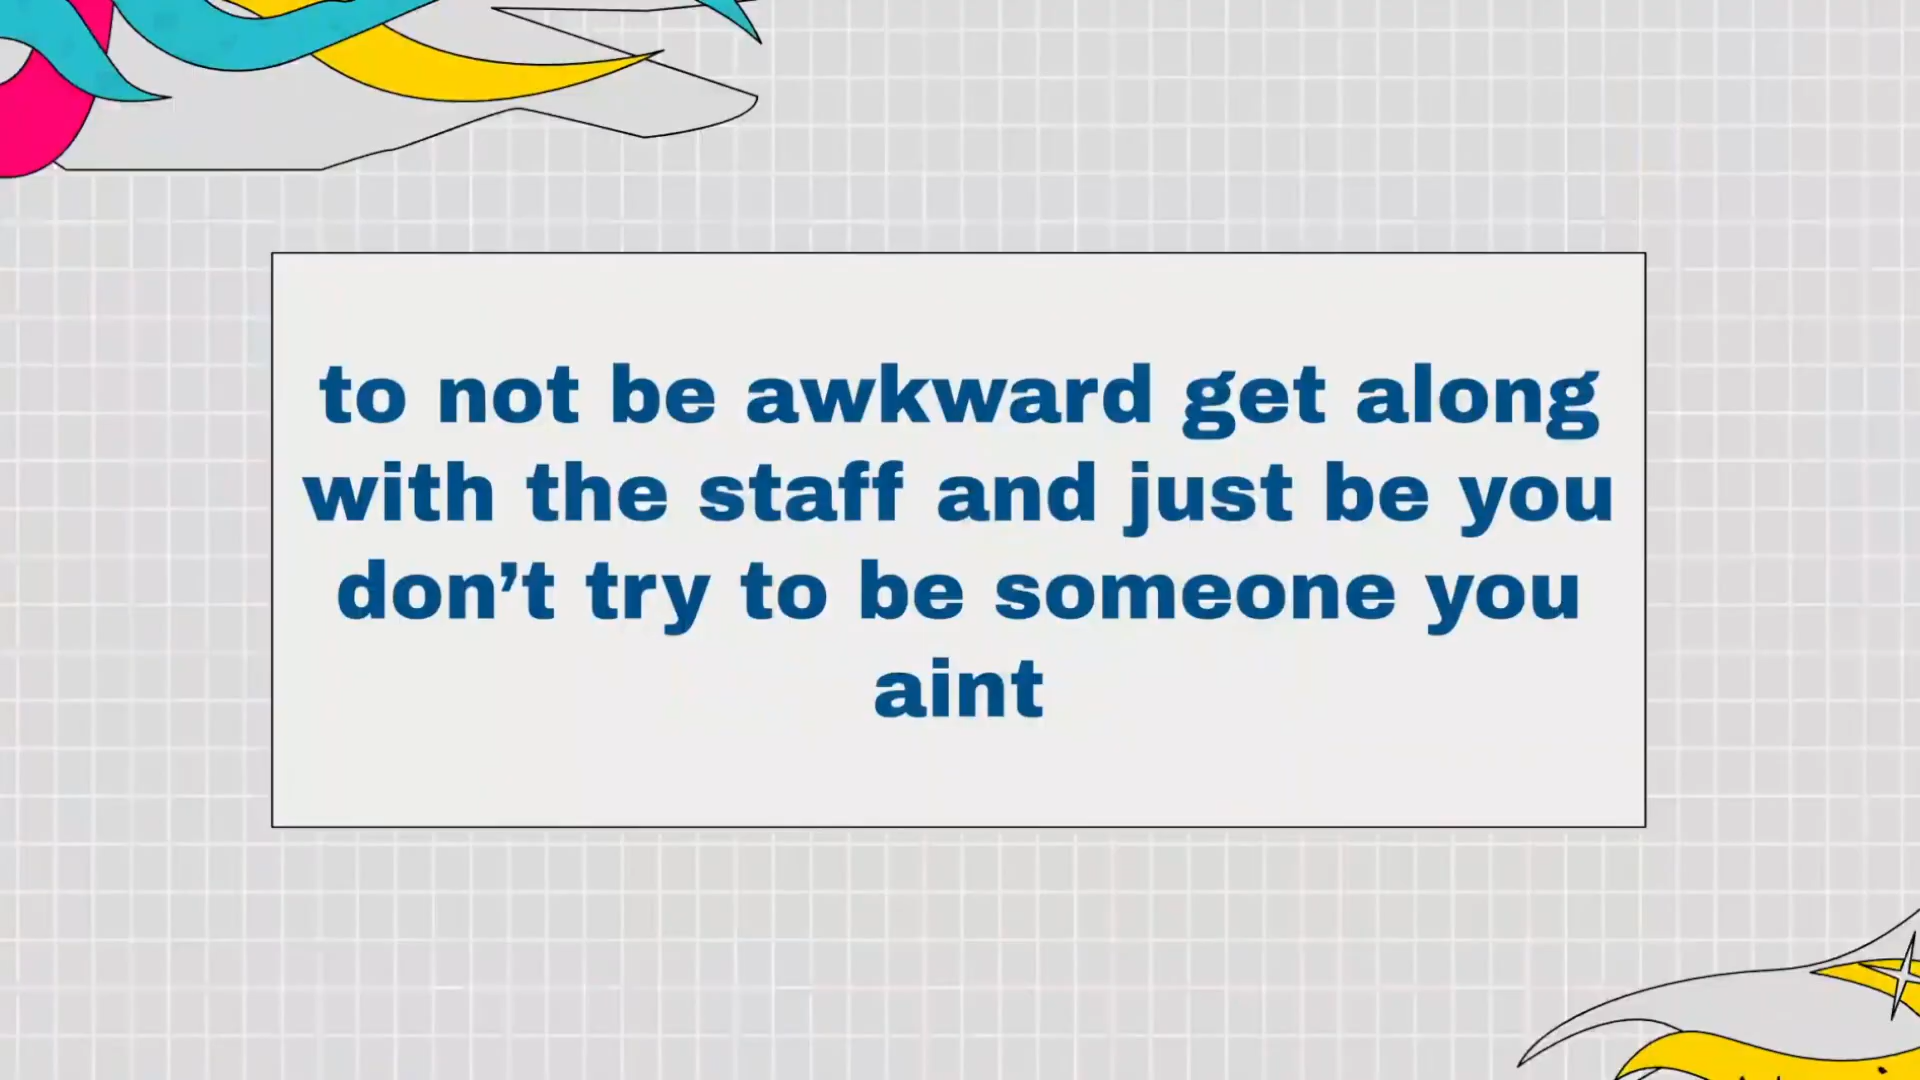 to not be awkward get along
with the staff and just be you
don’t try to be someone you
aint